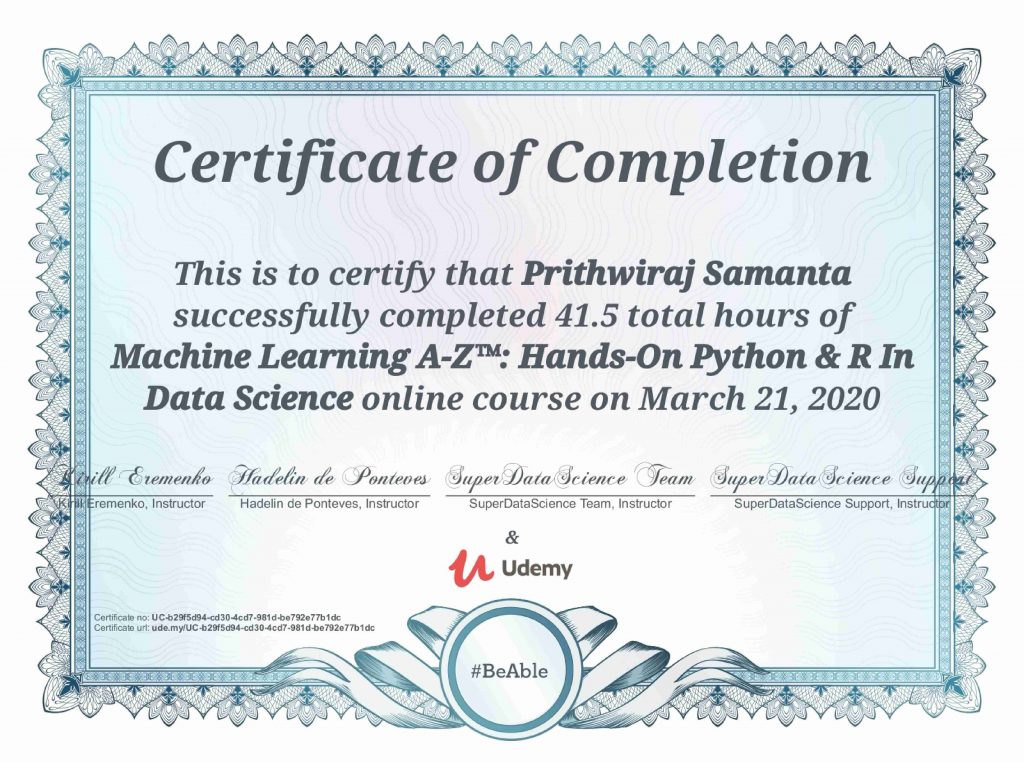 Certificate of Completion
This is to certify that Prithwiraj Samanta
successfully completed 41.5 total hours of
Machine Learning A-Z™: Hands-On Python & R In
Data Science online course on March 21, 2020
Kirill Eremenko Hadelin de Ponteves SuperDataScience Team SuperDataScience Support
Kirill Eremenko, Instructor Hadelin de Ponteves, Instructor SuperDataScience Team, Instructor SuperDataScience Support, Instructor
&
Udemy
Certificate no: UC-b29f5d94-cd30-4cd7-981d-be792e77b1dc
Certificate url: ude.my/UC-b29f5d94-cd30-4cd7-981d-be792e77b1dc
#BeAble